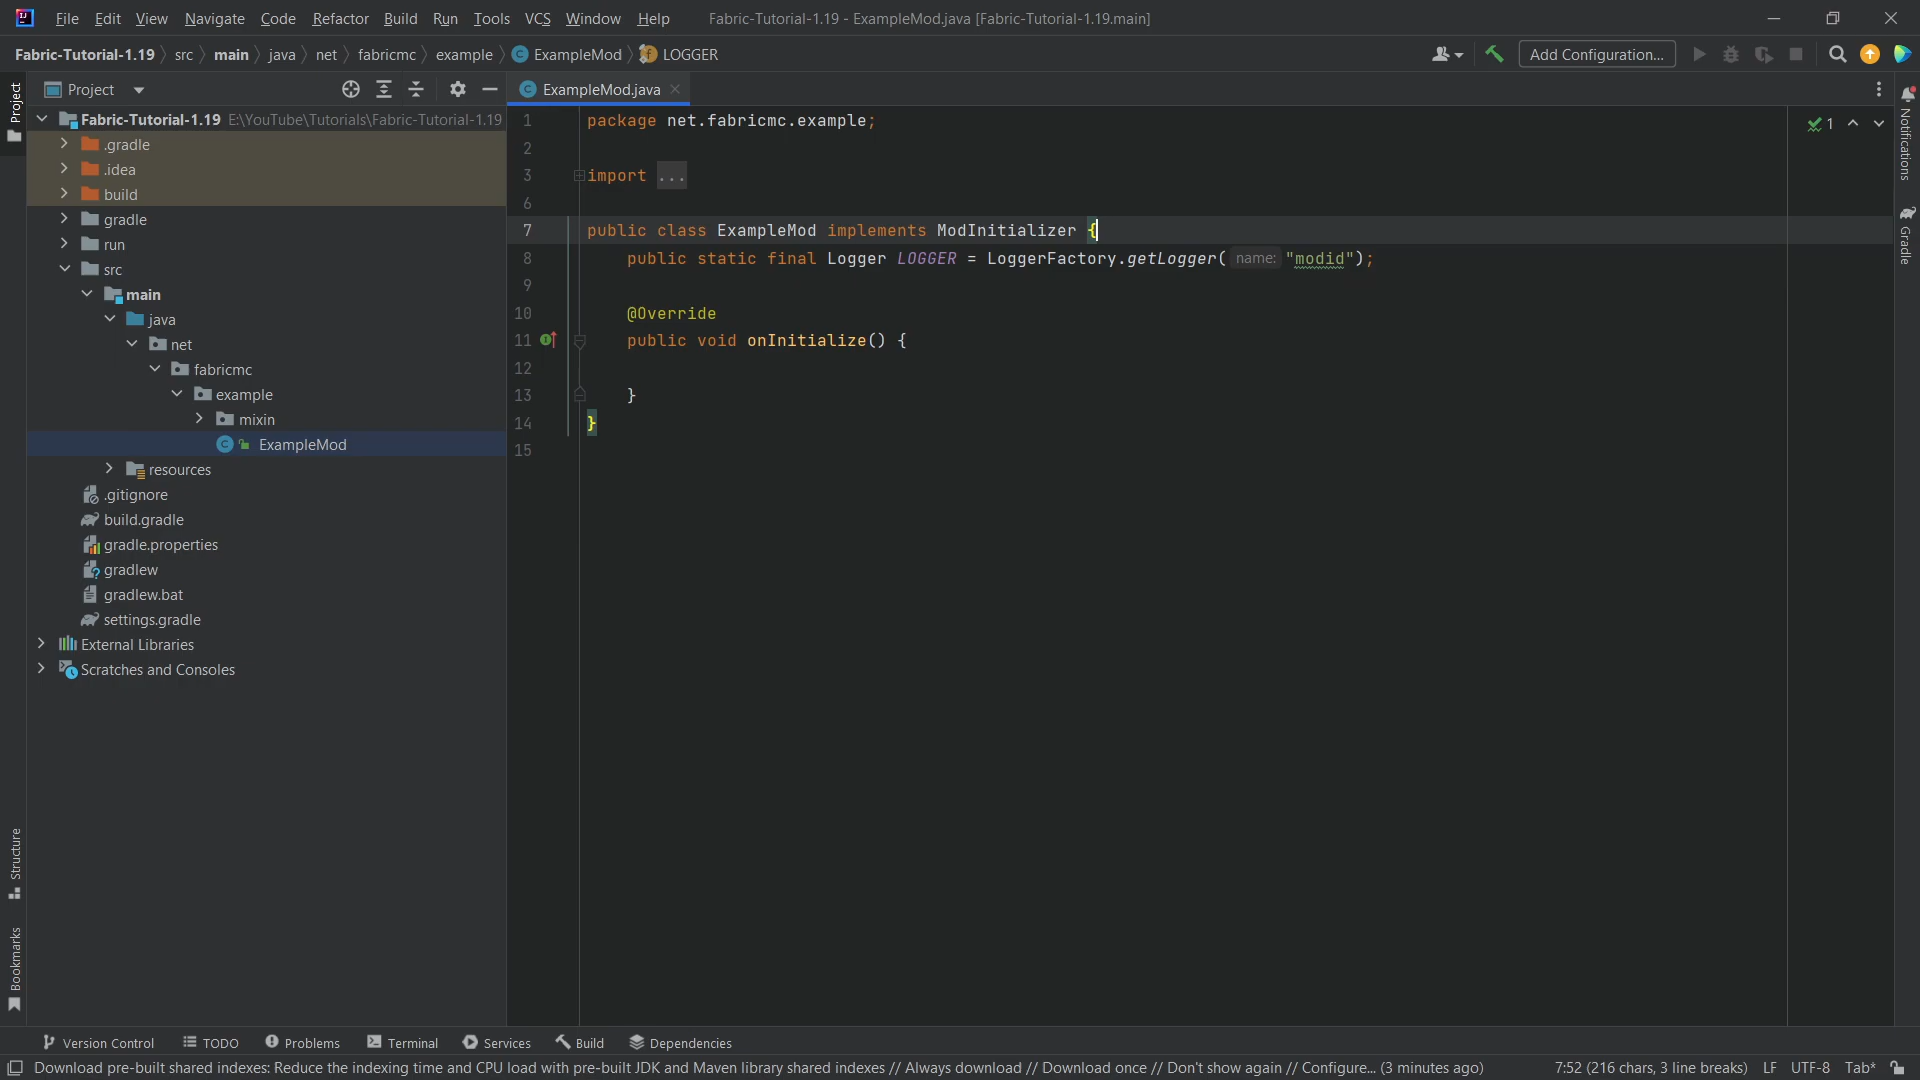 File Edit View Navigate Code Refactor Build Run Tools VCS Window Help Fabric-Tutorial-1.19 - ExampleMod.java [Fabric-Tutorial-1.19.main]
Fabric-Tutorial-1.19 src main java net fabricmc example ExampleMod LOGGER Add Configuration...
Project
Project
ExampleMod.java
Notifications
Gradle
Fabric-Tutorial-1.19 E:\YouTube\Tutorials\Fabric-Tutorial-1.19
.gradle
.idea
build
gradle
run
src
main
java
net
fabricmc
example
mixin
ExampleMod
resources
.gitignore
build.gradle
gradle.properties
gradlew
gradlew.bat
settings.gradle
External Libraries
Scratches and Consoles
1 package net.fabricmc.example;
2
3 import ...
6
7 public class ExampleMod implements ModInitializer {
8 public static final Logger LOGGER = LoggerFactory.getLogger( name: "modid");
9
10 @Override
11 public void onInitialize() {
12
13 }
14 }
15
1
Structure
Bookmarks
Version Control TODO Problems Terminal Services Build Dependencies
Download pre-built shared indexes: Reduce the indexing time and CPU load with pre-built JDK and Maven library shared indexes // Always download // Download once // Don't show again // Configure... (3 minutes ago) 7:52 (216 chars, 3 line breaks) LF UTF-8 Tab*